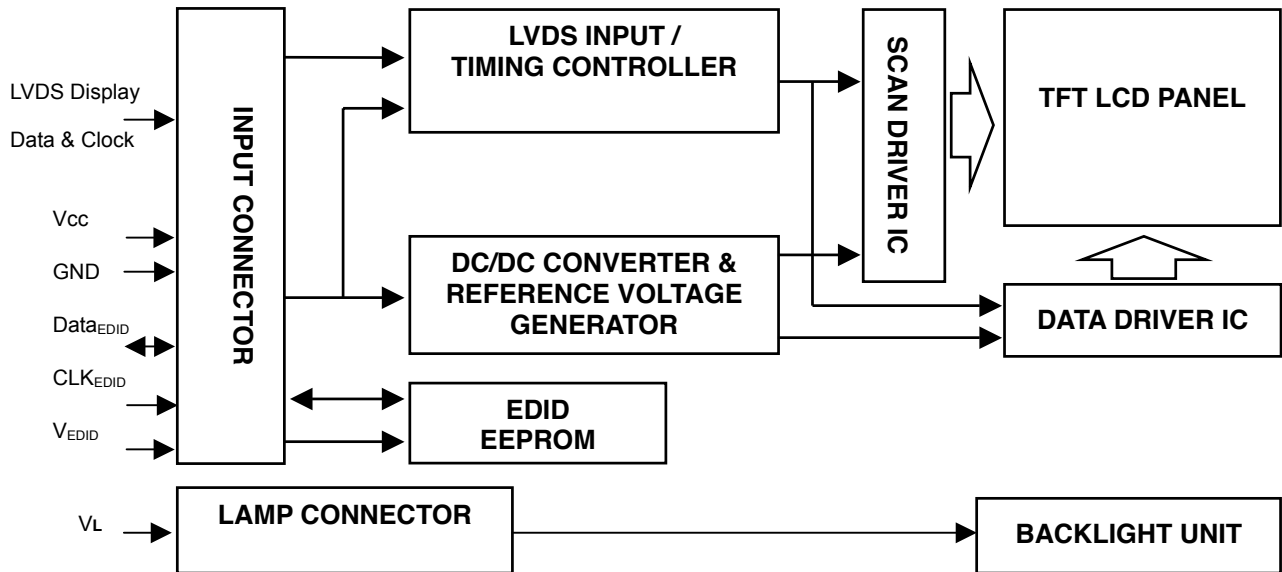 LVDS Display
Data & Clock
Vcc
GND
DataEDID
CLKEDID
VEDID
VL
INPUT CONNECTOR
LVDS INPUT /
TIMING CONTROLLER
DC/DC CONVERTER &
REFERENCE VOLTAGE
GENERATOR
EDID
EEPROM
SCAN DRIVER IC
TFT LCD PANEL
DATA DRIVER IC
LAMP CONNECTOR
BACKLIGHT UNIT